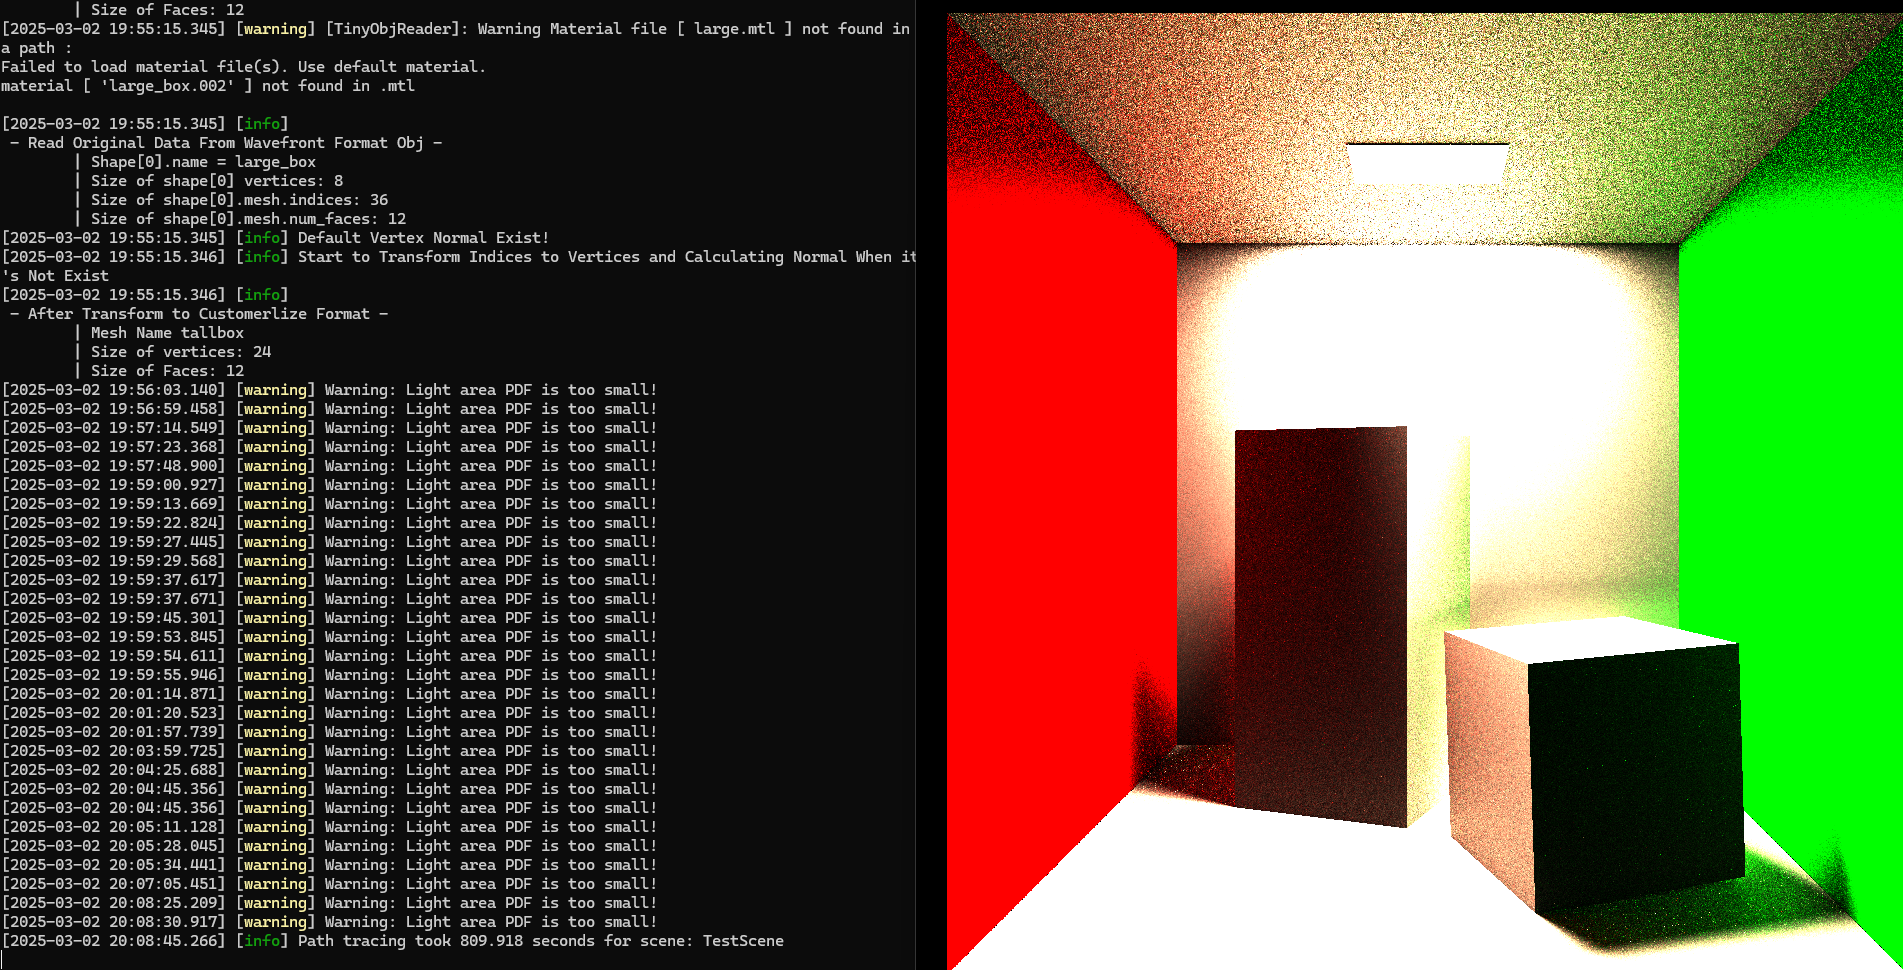 | Size of Faces: 12
[2025-03-02 19:55:15.345] [warning] [TinyObjReader]: Warning Material file [ large.mtl ] not found in
a path :
Failed to load material file(s). Use default material.
material [ 'large_box.002' ] not found in .mtl
[2025-03-02 19:55:15.345] [info]
- Read Original Data From Wavefront Format Obj -
| Shape[0].name = large_box
| Size of shape[0] vertices: 8
| Size of shape[0].mesh.indices: 36
| Size of shape[0].mesh.num_faces: 12
[2025-03-02 19:55:15.345] [info] Default Vertex Normal Exist!
[2025-03-02 19:55:15.346] [info] Start to Transform Indices to Vertices and Calculating Normal When it
's Not Exist
[2025-03-02 19:55:15.346] [info]
- After Transform to Customerlize Format -
| Mesh Name tallbox
| Size of vertices: 24
| Size of Faces: 12
[2025-03-02 19:56:03.140] [warning] Warning: Light area PDF is too small!
[2025-03-02 19:56:59.458] [warning] Warning: Light area PDF is too small!
[2025-03-02 19:57:14.549] [warning] Warning: Light area PDF is too small!
[2025-03-02 19:57:23.368] [warning] Warning: Light area PDF is too small!
[2025-03-02 19:57:48.900] [warning] Warning: Light area PDF is too small!
[2025-03-02 19:59:00.927] [warning] Warning: Light area PDF is too small!
[2025-03-02 19:59:13.669] [warning] Warning: Light area PDF is too small!
[2025-03-02 19:59:22.824] [warning] Warning: Light area PDF is too small!
[2025-03-02 19:59:27.445] [warning] Warning: Light area PDF is too small!
[2025-03-02 19:59:29.568] [warning] Warning: Light area PDF is too small!
[2025-03-02 19:59:37.617] [warning] Warning: Light area PDF is too small!
[2025-03-02 19:59:37.671] [warning] Warning: Light area PDF is too small!
[2025-03-02 19:59:45.301] [warning] Warning: Light area PDF is too small!
[2025-03-02 19:59:53.845] [warning] Warning: Light area PDF is too small!
[2025-03-02 19:59:54.611] [warning] Warning: Light area PDF is too small!
[2025-03-02 19:59:55.946] [warning] Warning: Light area PDF is too small!
[2025-03-02 20:01:14.871] [warning] Warning: Light area PDF is too small!
[2025-03-02 20:01:20.523] [warning] Warning: Light area PDF is too small!
[2025-03-02 20:01:57.739] [warning] Warning: Light area PDF is too small!
[2025-03-02 20:03:59.725] [warning] Warning: Light area PDF is too small!
[2025-03-02 20:04:25.688] [warning] Warning: Light area PDF is too small!
[2025-03-02 20:04:45.356] [warning] Warning: Light area PDF is too small!
[2025-03-02 20:04:45.356] [warning] Warning: Light area PDF is too small!
[2025-03-02 20:05:11.128] [warning] Warning: Light area PDF is too small!
[2025-03-02 20:05:28.045] [warning] Warning: Light area PDF is too small!
[2025-03-02 20:05:34.441] [warning] Warning: Light area PDF is too small!
[2025-03-02 20:07:05.451] [warning] Warning: Light area PDF is too small!
[2025-03-02 20:08:25.209] [warning] Warning: Light area PDF is too small!
[2025-03-02 20:08:30.917] [warning] Warning: Light area PDF is too small!
[2025-03-02 20:08:45.266] [info] Path tracing took 809.918 seconds for scene: TestScene